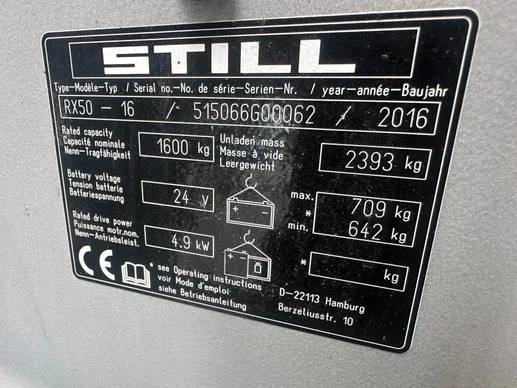 STILL
Type-Modèle-Typ / Serial no.-No. de série-Serien-Nr. / year-année-Baujahr
RX50 - 16 / 515066G00062 / 2016
Rated capacity
Capacité nominale
Nenn-Tragfähigkeit
1600 kg
Unladen mass
Masse à vide
Leergewicht
2393 kg
Battery voltage
Tension batterie
Batteriespannung
24 V
max. 709 kg
*
min. 642 kg
Rated drive power
Puissance motr.nom.
Nenn-Antriebsleist.
4.9 kW
* kg
CE
* see Operating instructions
voir Mode d'emploi
siehe Betriebsanleitung
D-22113 Hamburg
Berzeliusstr. 10